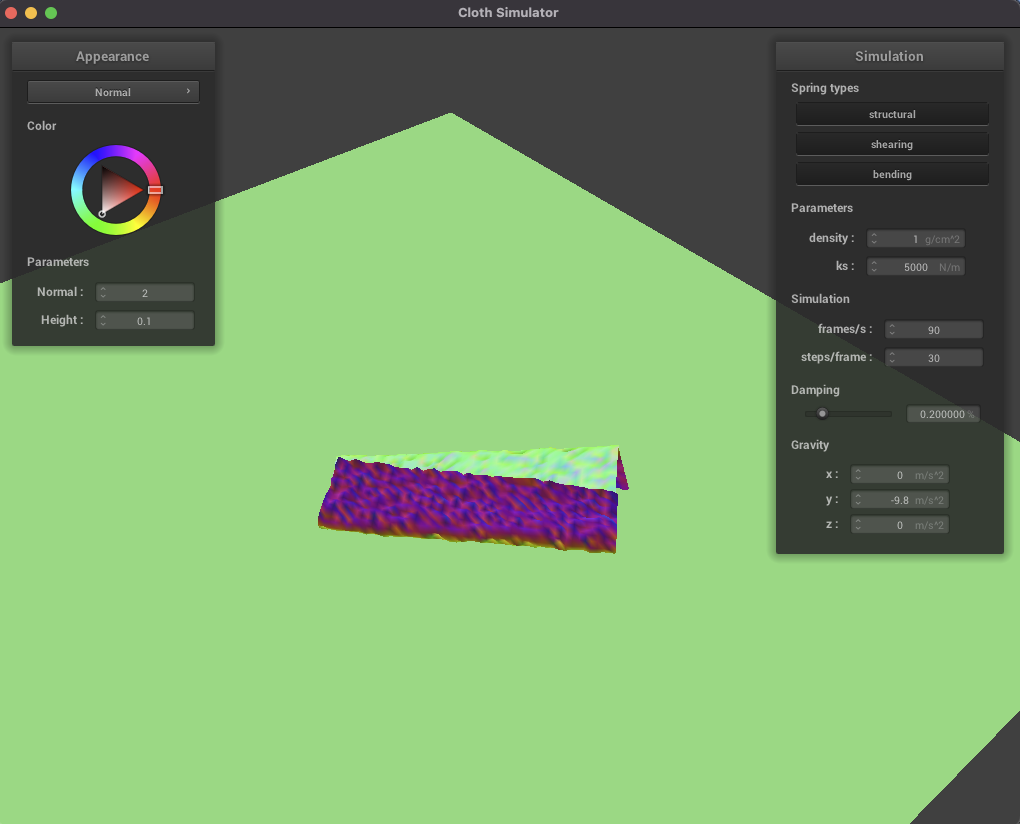 Cloth Simulator
Appearance
Normal ›
Color
Parameters
Normal : 2
Height : 0.1
Simulation
Spring types
structural
shearing
bending
Parameters
density : 1 g/cm^2
ks : 5000 N/m
Simulation
frames/s : 90
steps/frame : 30
Damping
0.200000 %
Gravity
x : 0 m/s^2
y : -9.8 m/s^2
z : 0 m/s^2